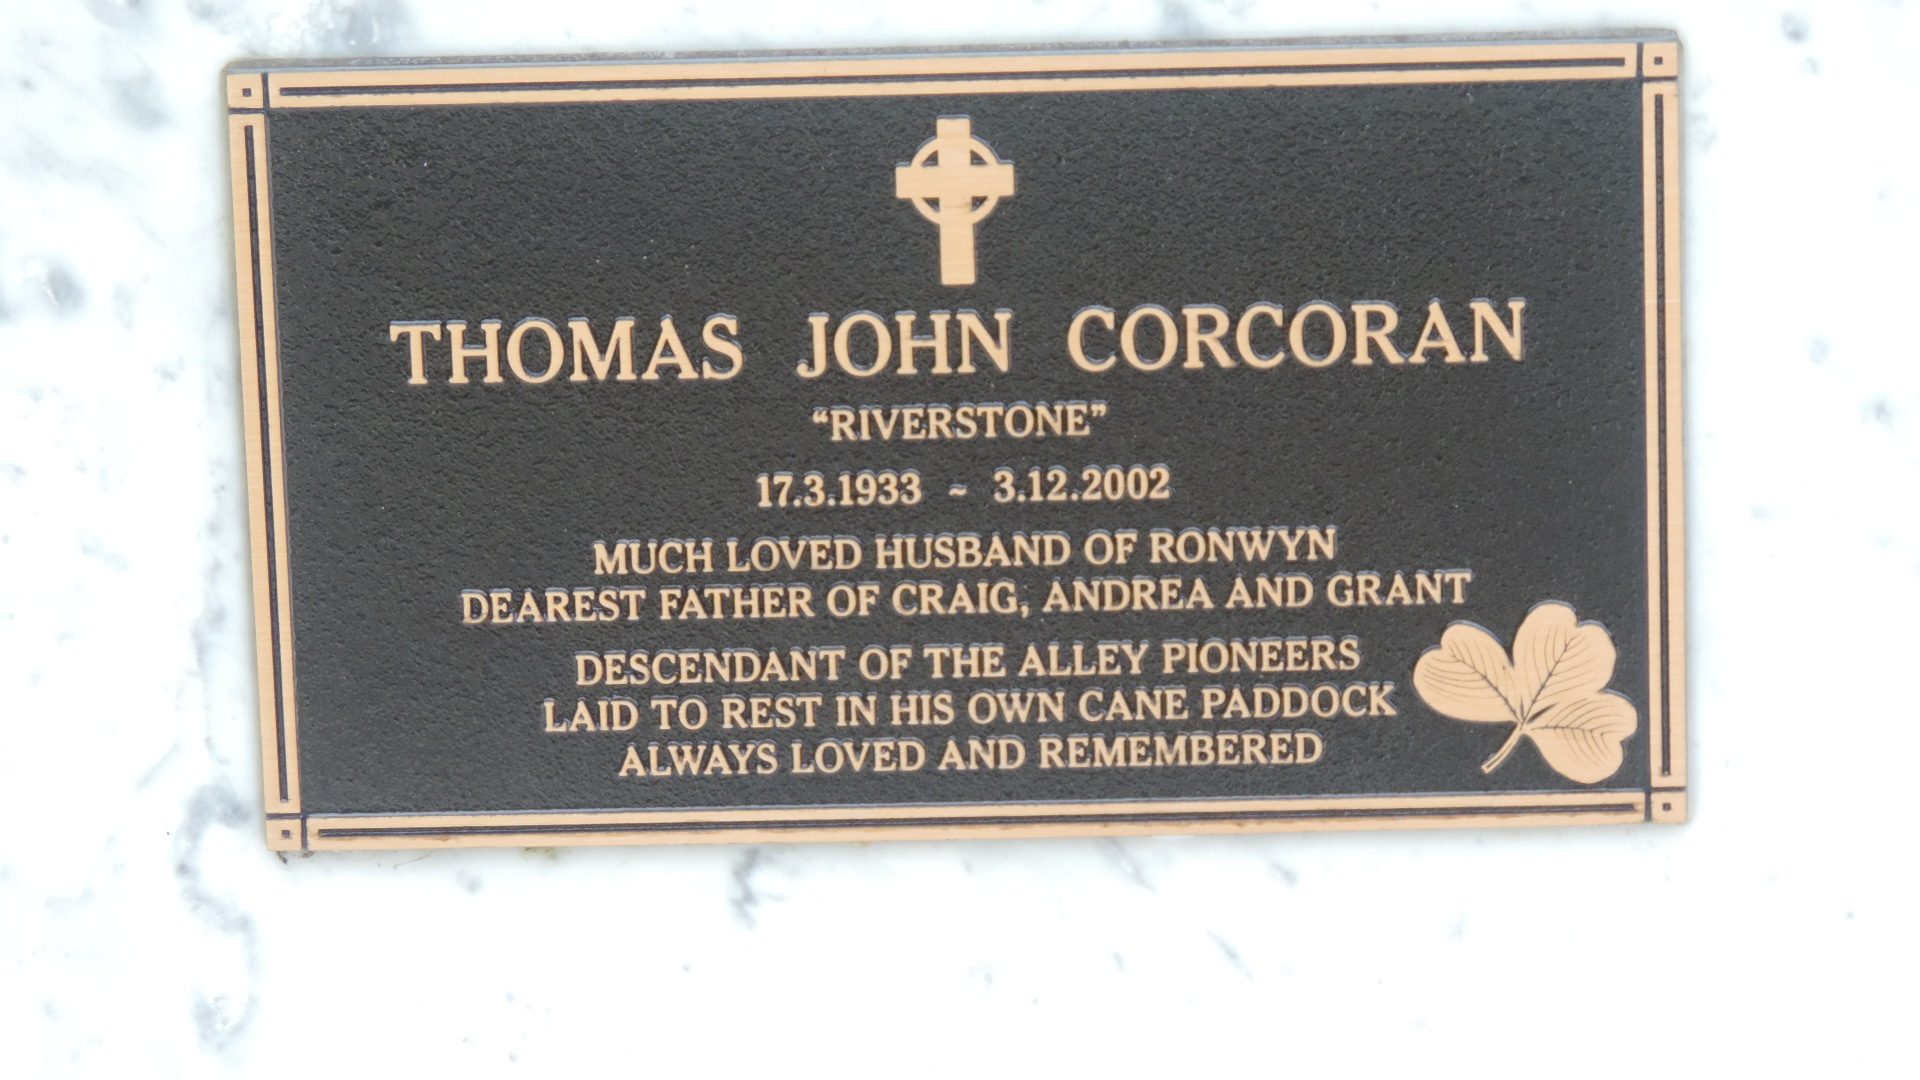 THOMAS JOHN CORCORAN
“RIVERSTONE”
17.3.1933 ~ 3.12.2002
MUCH LOVED HUSBAND OF RONWYN
DEAREST FATHER OF CRAIG, ANDREA AND GRANT
DESCENDANT OF THE ALLEY PIONEERS
LAID TO REST IN HIS OWN CANE PADDOCK
ALWAYS LOVED AND REMEMBERED